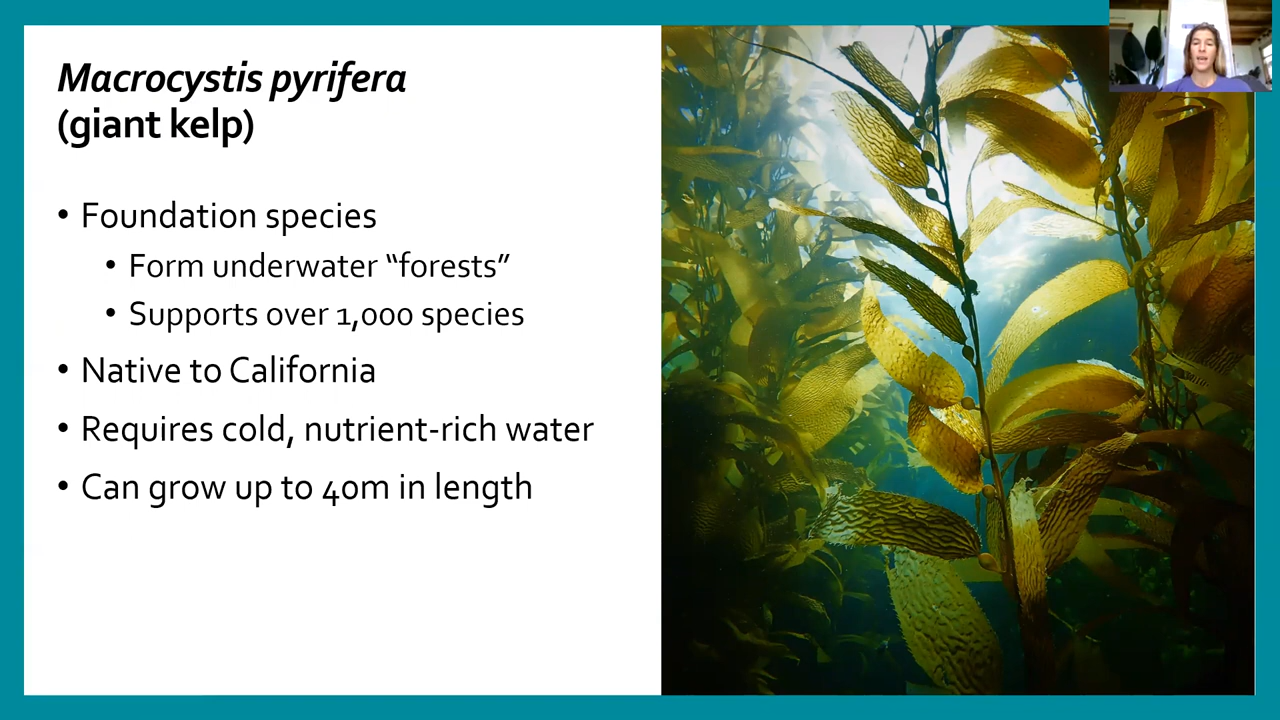 Macrocystis pyrifera
(giant kelp)
• Foundation species
• Form underwater “forests”
• Supports over 1,000 species
• Native to California
• Requires cold, nutrient-rich water
• Can grow up to 40m in length